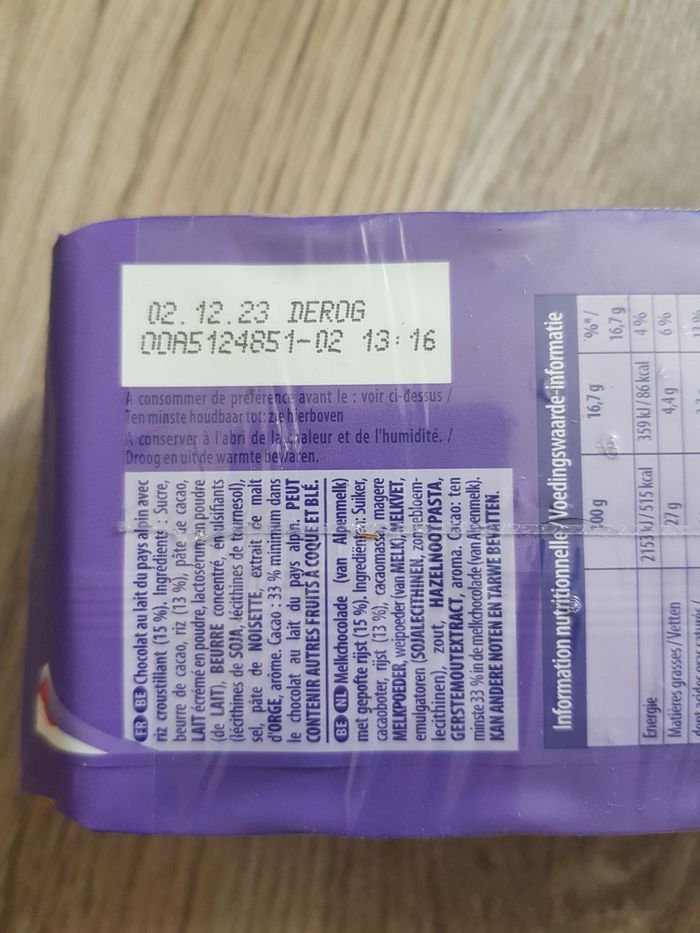 02.12.23 DEROG
OOA5124851-02 13:16
À consommer de préférence avant le : voir ci-dessus /
Ten minste houdbaar tot: zie hierboven
À conserver à l'abri de la chaleur et de l'humidité. /
Droog en uit de warmte bewaren.
FR BE Chocolat au lait du pays alpin avec
riz croustillant (15 %). Ingrédients : Sucre,
beurre de cacao, riz (13 %), pâte de cacao,
LAIT écrémé en poudre, lactosérum en poudre
(de LAIT), BEURRE concentré, émulsifiants
(lécithines de SOJA, lécithines de tournesol),
sel, pâte de NOISETTE, extrait de malt
d'ORGE, arôme. Cacao : 33 % minimum dans
le chocolat au lait du pays alpin. PEUT
CONTENIR AUTRES FRUITS À COQUE ET BLÉ.
BE NL Melkchocolade (van Alpenmelk)
met gepofte rijst (15 %). Ingrediënten: Suiker,
cacaoboter, rijst (13 %), cacaomassa, magere
MELKPOEDER, weipoeder (van MELK), MELKVET,
emulgatoren (SOJALECITHINEN, zonnebloem-
lecithinen), zout, HAZELNOOTPASTA,
GERSTEMOUTEXTRACT, aroma. Cacao: ten
minste 33 % in de melkchocolade (van Alpenmelk).
KAN ANDERE NOTEN EN TARWE BEVATTEN.
Information nutritionnelle / Voedingswaarde-informatie
100 g 16,7 g %*/
16,7 g
Energie 2153 kJ / 515 kcal 359 kJ / 86 kcal 4 %
Matières grasses / Vetten 27 g 4,4 g 6 %